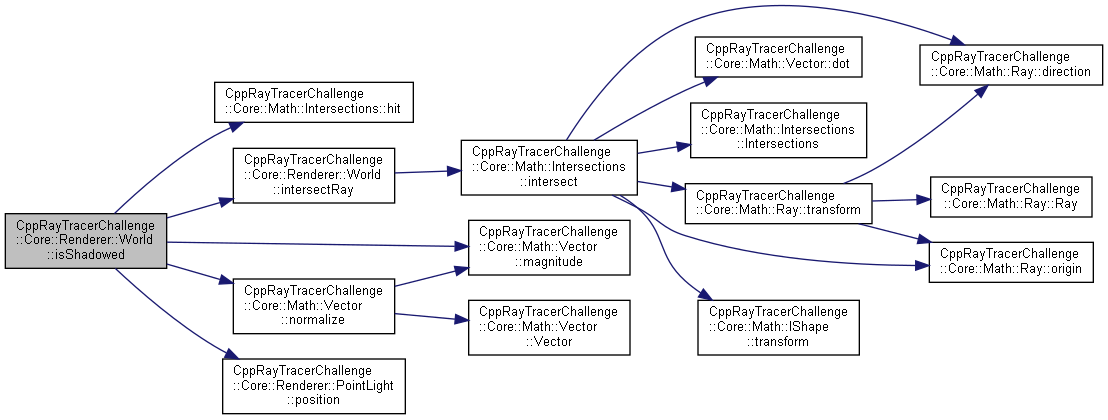 CppRayTracerChallenge
::Core::Renderer::World
::isShadowed
CppRayTracerChallenge
::Core::Math::Intersections::hit
CppRayTracerChallenge
::Core::Renderer::World
::intersectRay
CppRayTracerChallenge
::Core::Math::Vector
::magnitude
CppRayTracerChallenge
::Core::Math::Vector
::normalize
CppRayTracerChallenge
::Core::Math::Vector
::Vector
CppRayTracerChallenge
::Core::Renderer::PointLight
::position
CppRayTracerChallenge
::Core::Math::Intersections
::intersect
CppRayTracerChallenge
::Core::Math::Vector::dot
CppRayTracerChallenge
::Core::Math::Ray::direction
CppRayTracerChallenge
::Core::Math::Intersections
::Intersections
CppRayTracerChallenge
::Core::Math::Ray::transform
CppRayTracerChallenge
::Core::Math::Ray::Ray
CppRayTracerChallenge
::Core::Math::Ray::origin
CppRayTracerChallenge
::Core::Math::IShape
::transform